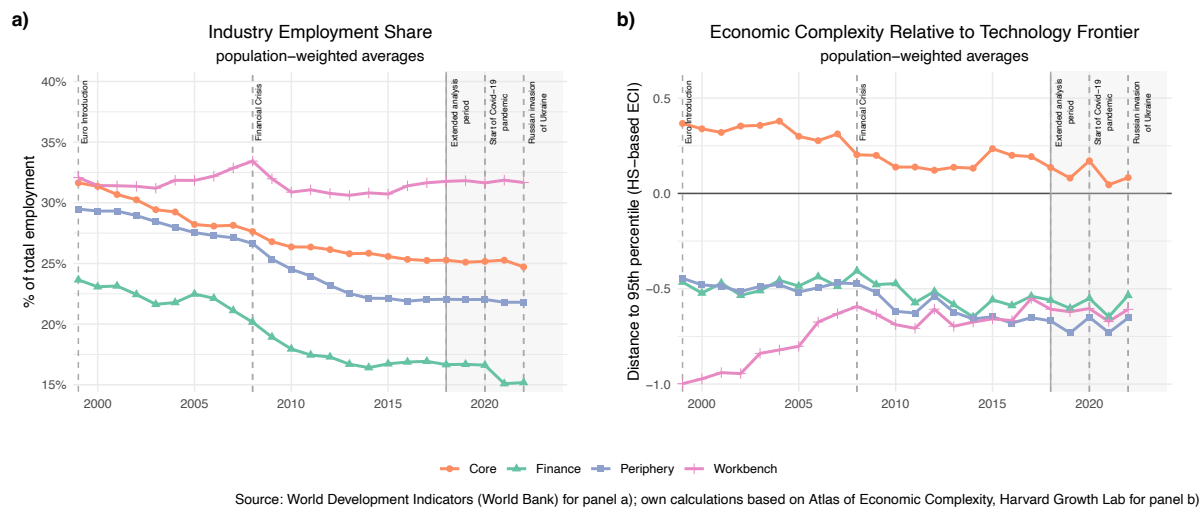 a)
Industry Employment Share
population−weighted averages
% of total employment
40%
35%
30%
25%
20%
15%
2000
2005
2010
2015
2020
Euro Introduction
Financial Crisis
Extended analysis
period
Start of Covid−19
pandemic
Russian invasion
of Ukraine
b)
Economic Complexity Relative to Technology Frontier
population−weighted averages
Distance to 95th percentile (HS−based ECI)
0.5
0.0
−0.5
−1.0
2000
2005
2010
2015
2020
Euro Introduction
Financial Crisis
Extended analysis
period
Start of Covid−19
pandemic
Russian invasion
of Ukraine
Core Finance Periphery Workbench
Source: World Development Indicators (World Bank) for panel a); own calculations based on Atlas of Economic Complexity, Harvard Growth Lab for panel b)